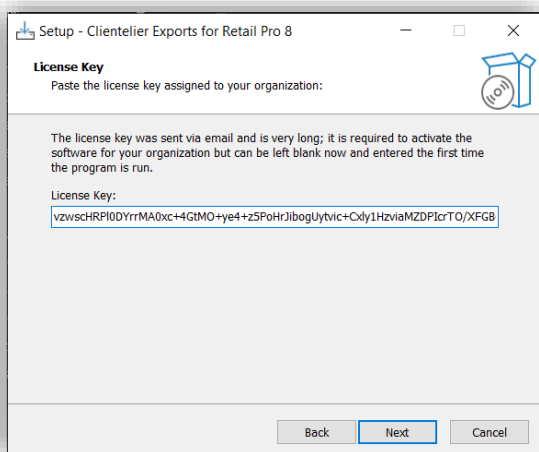 Setup - Clientelier Exports for Retail Pro 8
License Key
Paste the license key assigned to your organization:
The license key was sent via email and is very long; it is required to activate the
software for your organization but can be left blank now and entered the first time
the program is run.
License Key:
vzwscHRPl0DYrrMA0xc+4GtMO+ye4+z5PoHrJibogUytvic+Cxly1HzviaMZDPIcrTO/XFGB
Back Next Cancel